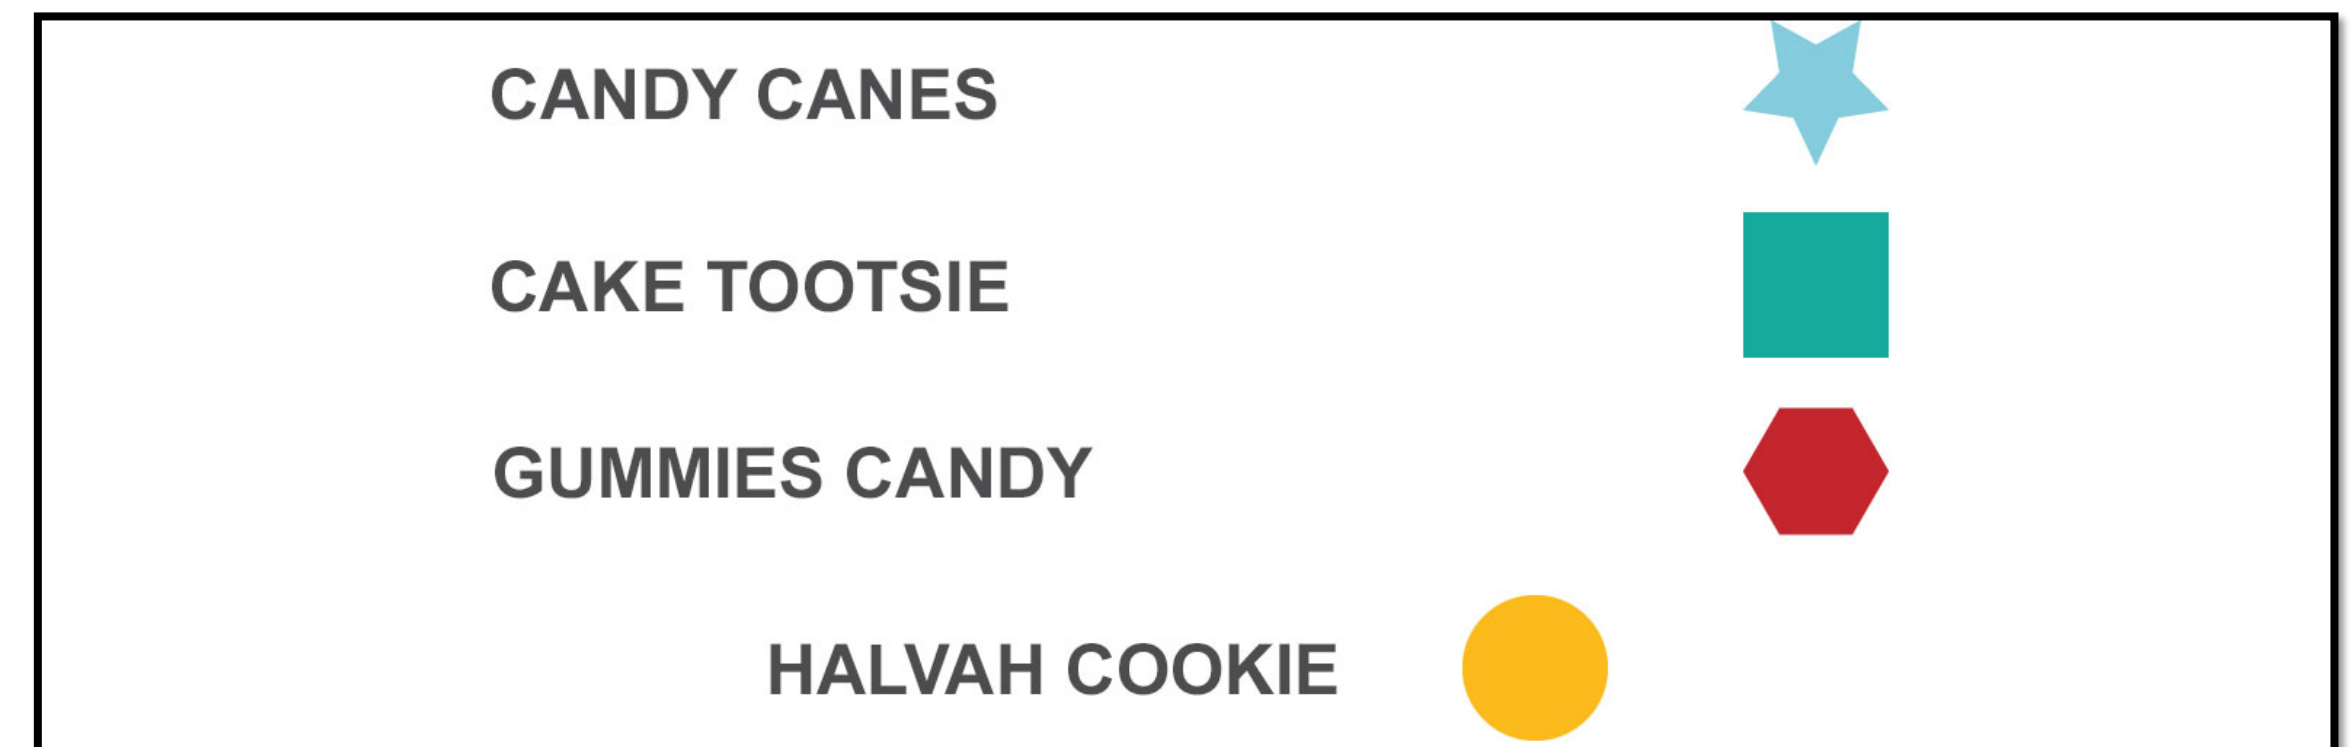 CANDY CANES
CAKE TOOTSIE
GUMMIES CANDY
HALVAH COOKIE